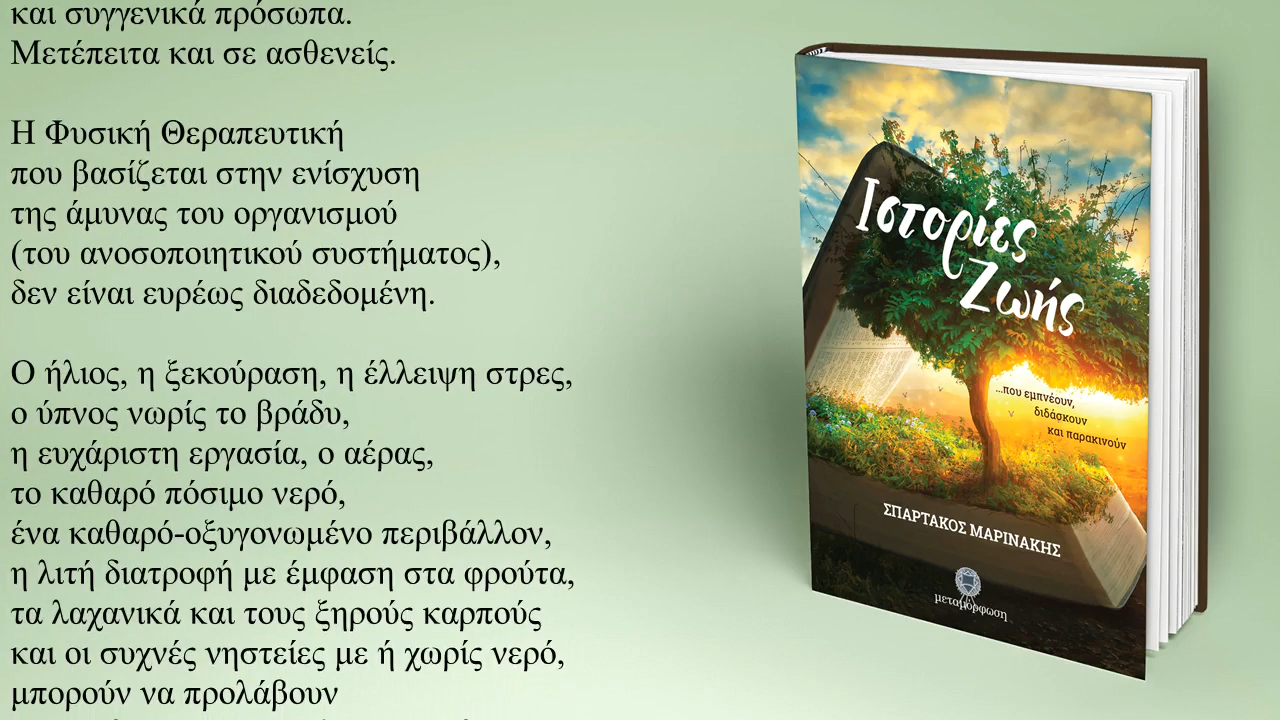 και συγγενικά πρόσωπα.
Μετέπειτα και σε ασθενείς.
Η Φυσική Θεραπευτική
που βασίζεται στην ενίσχυση
της άμυνας του οργανισμού
(του ανοσοποιητικού συστήματος),
δεν είναι ευρέως διαδεδομένη.
Ο ήλιος, η ξεκούραση, η έλλειψη στρες,
ο ύπνος νωρίς το βράδυ,
η ευχάριστη εργασία, ο αέρας,
το καθαρό πόσιμο νερό,
ένα καθαρό-οξυγονωμένο περιβάλλον,
η λιτή διατροφή με έμφαση στα φρούτα,
τα λαχανικά και τους ξηρούς καρπούς
και οι συχνές νηστείες με ή χωρίς νερό,
μπορούν να προλάβουν
Ιστορίες
Ζωής
...που εμπνέουν,
διδάσκουν
και παρακινούν
ΣΠΑΡΤΑΚΟΣ ΜΑΡΙΝΑΚΗΣ
μεταμόρφωση